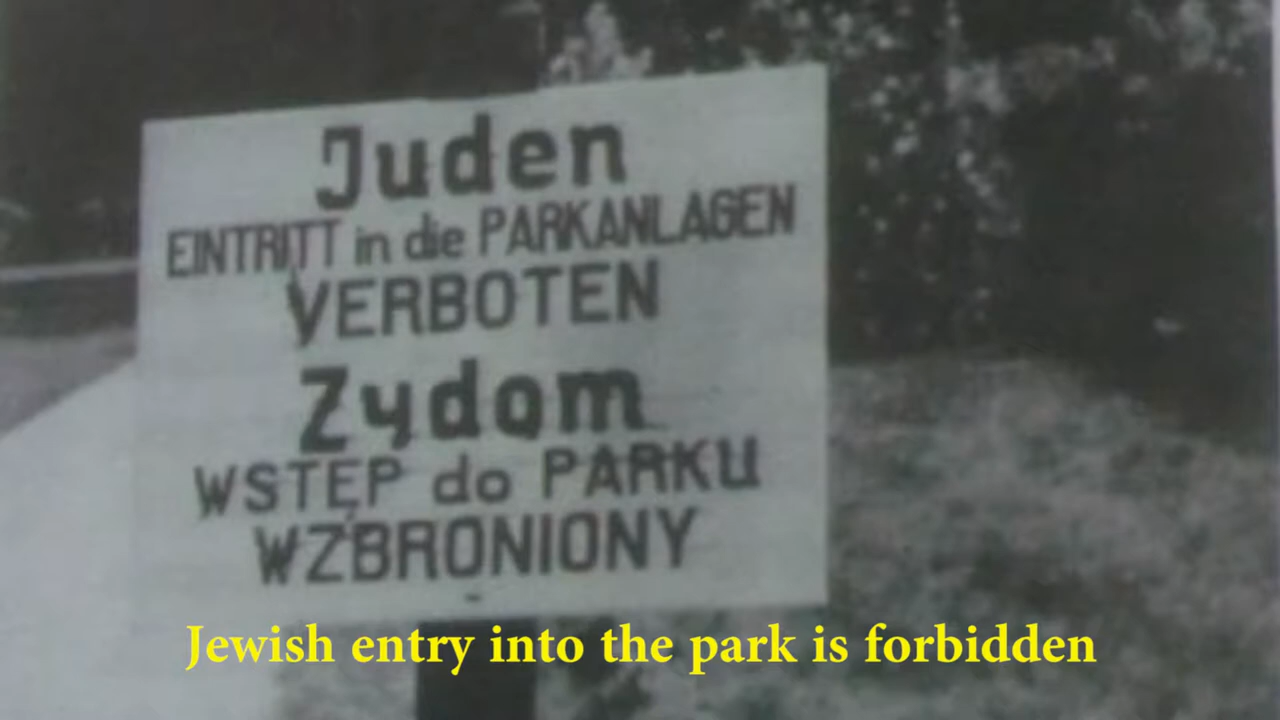 Juden
EINTRITT in die PARKANLAGEN
VERBOTEN
Zydom
WSTĘP do PARKU
WZBRONIONY
Jewish entry into the park is forbidden